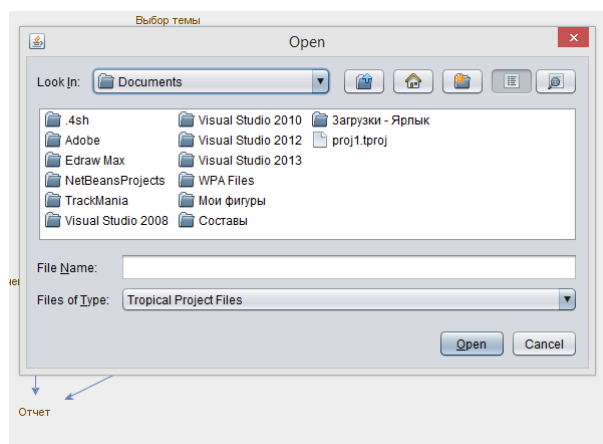 Выбор темы
Open
Look In: Documents
.4sh Visual Studio 2010 Загрузки - Ярлык
Adobe Visual Studio 2012 proj1.tproj
Edraw Max Visual Studio 2013
NetBeansProjects WPA Files
TrackMania Мои фигуры
Visual Studio 2008 Составы
File Name:
Files of Type: Tropical Project Files
Open Cancel
Отчет